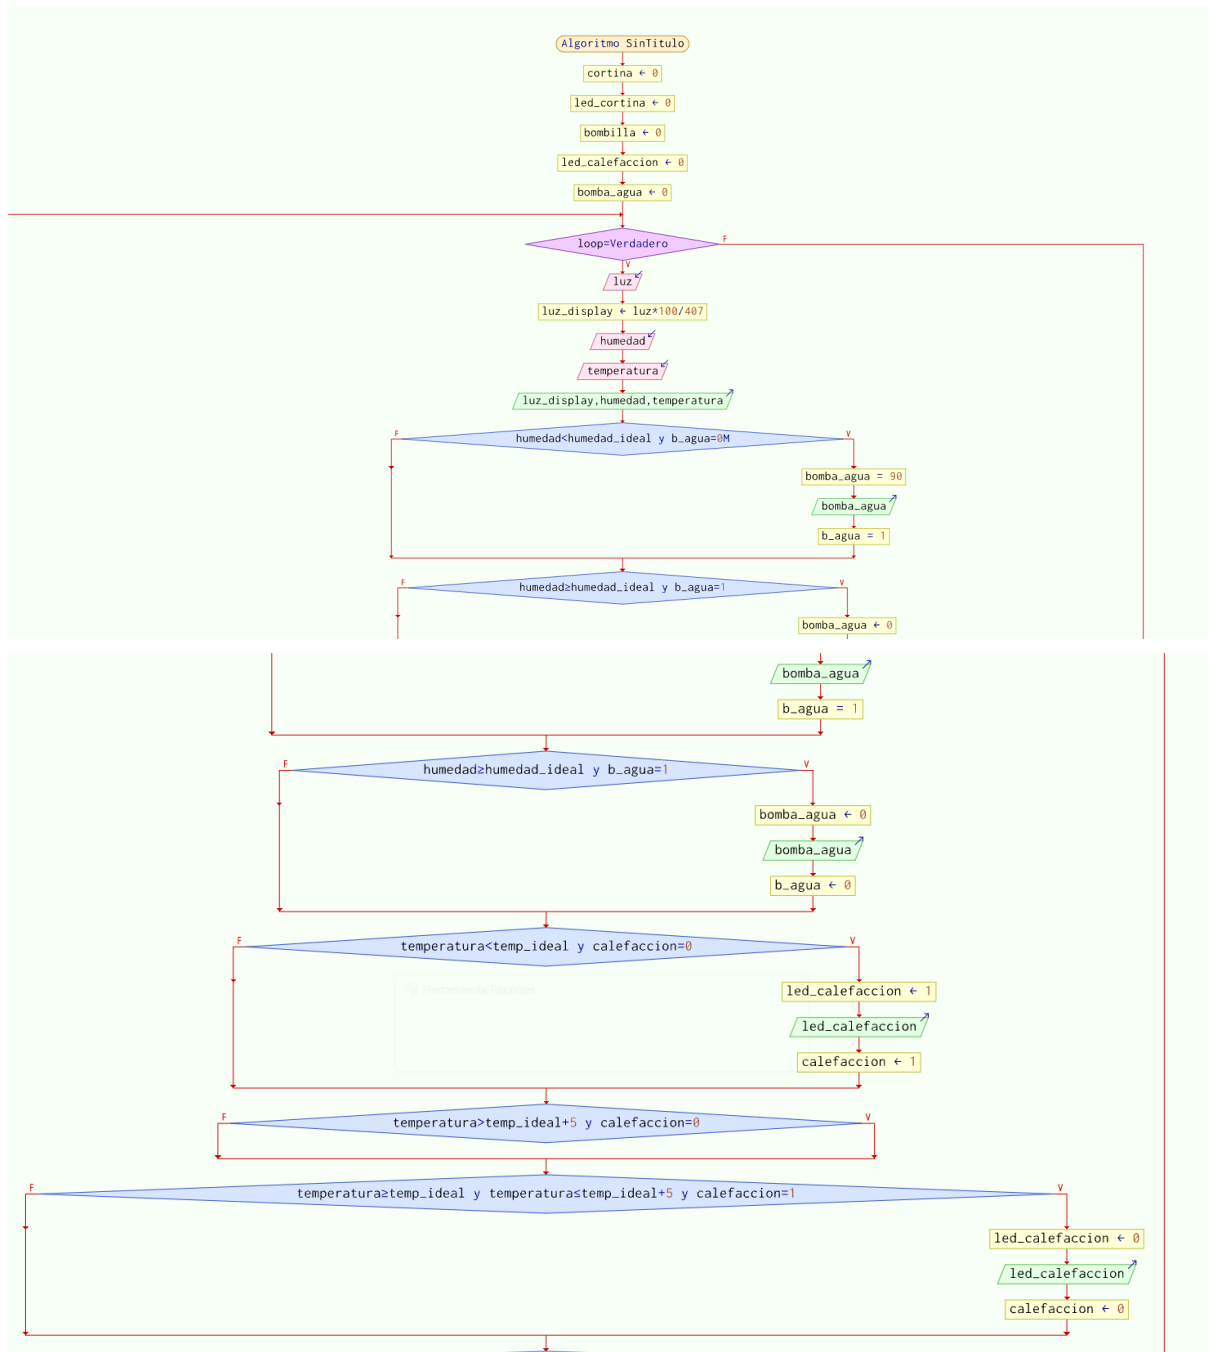 Algoritmo SinTitulo
cortina ← 0
led_cortina ← 0
bombilla ← 0
led_calefaccion ← 0
bomba_agua ← 0
loop=Verdadero
F
V
luz
luz_display ← luz*100/407
humedad
temperatura
luz_display,humedad,temperatura
F
humedad<humedad_ideal y b_agua=0M
V
bomba_agua = 90
bomba_agua
b_agua = 1
F
humedad≥humedad_ideal y b_agua=1
V
bomba_agua ← 0
bomba_agua
b_agua = 1
F
humedad≥humedad_ideal y b_agua=1
V
bomba_agua ← 0
bomba_agua
b_agua ← 0
F
temperatura<temp_ideal y calefaccion=0
V
Herramienta Recortes
led_calefaccion ← 1
led_calefaccion
calefaccion ← 1
F
temperatura>temp_ideal+5 y calefaccion=0
V
F
temperatura≥temp_ideal y temperatura≤temp_ideal+5 y calefaccion=1
V
led_calefaccion ← 0
led_calefaccion
calefaccion ← 0